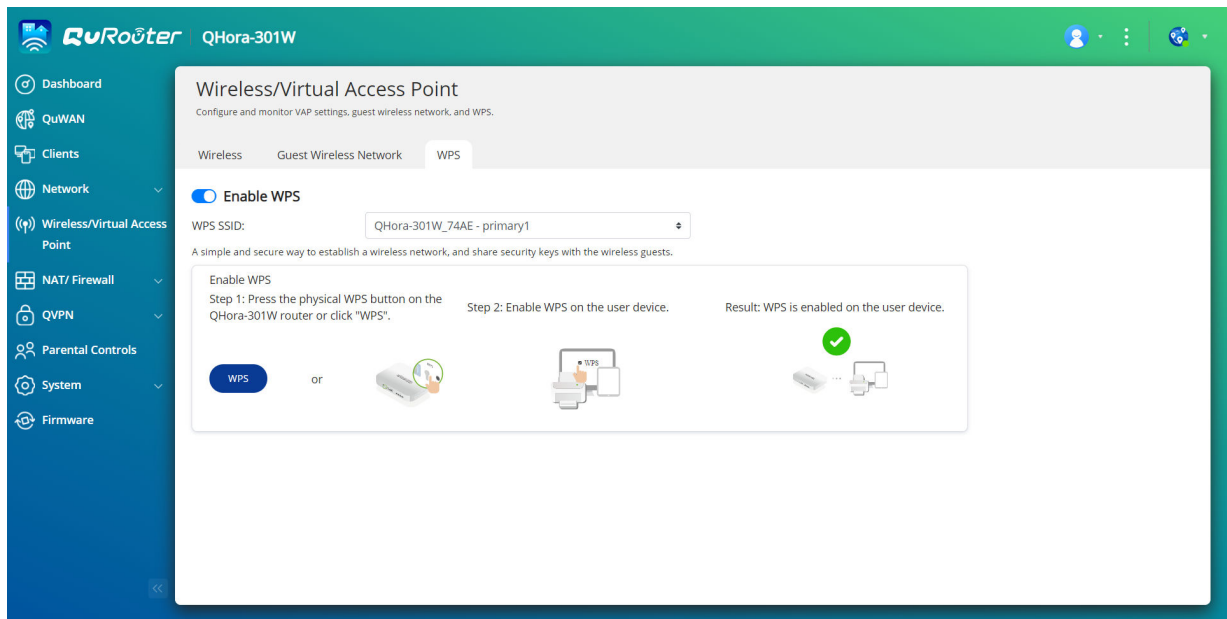 QuRouter QHora-301W
Dashboard
QuWAN
Clients
Network
Wireless/Virtual Access
Point
NAT/ Firewall
QVPN
Parental Controls
System
Firmware
Wireless/Virtual Access Point
Configure and monitor VAP settings, guest wireless network, and WPS.
Wireless Guest Wireless Network WPS
Enable WPS
WPS SSID: QHora-301W_74AE - primary1
A simple and secure way to establish a wireless network, and share security keys with the wireless guests.
Enable WPS
Step 1: Press the physical WPS button on the
QHora-301W router or click "WPS".
Step 2: Enable WPS on the user device.
Result: WPS is enabled on the user device.
WPS or
WPS